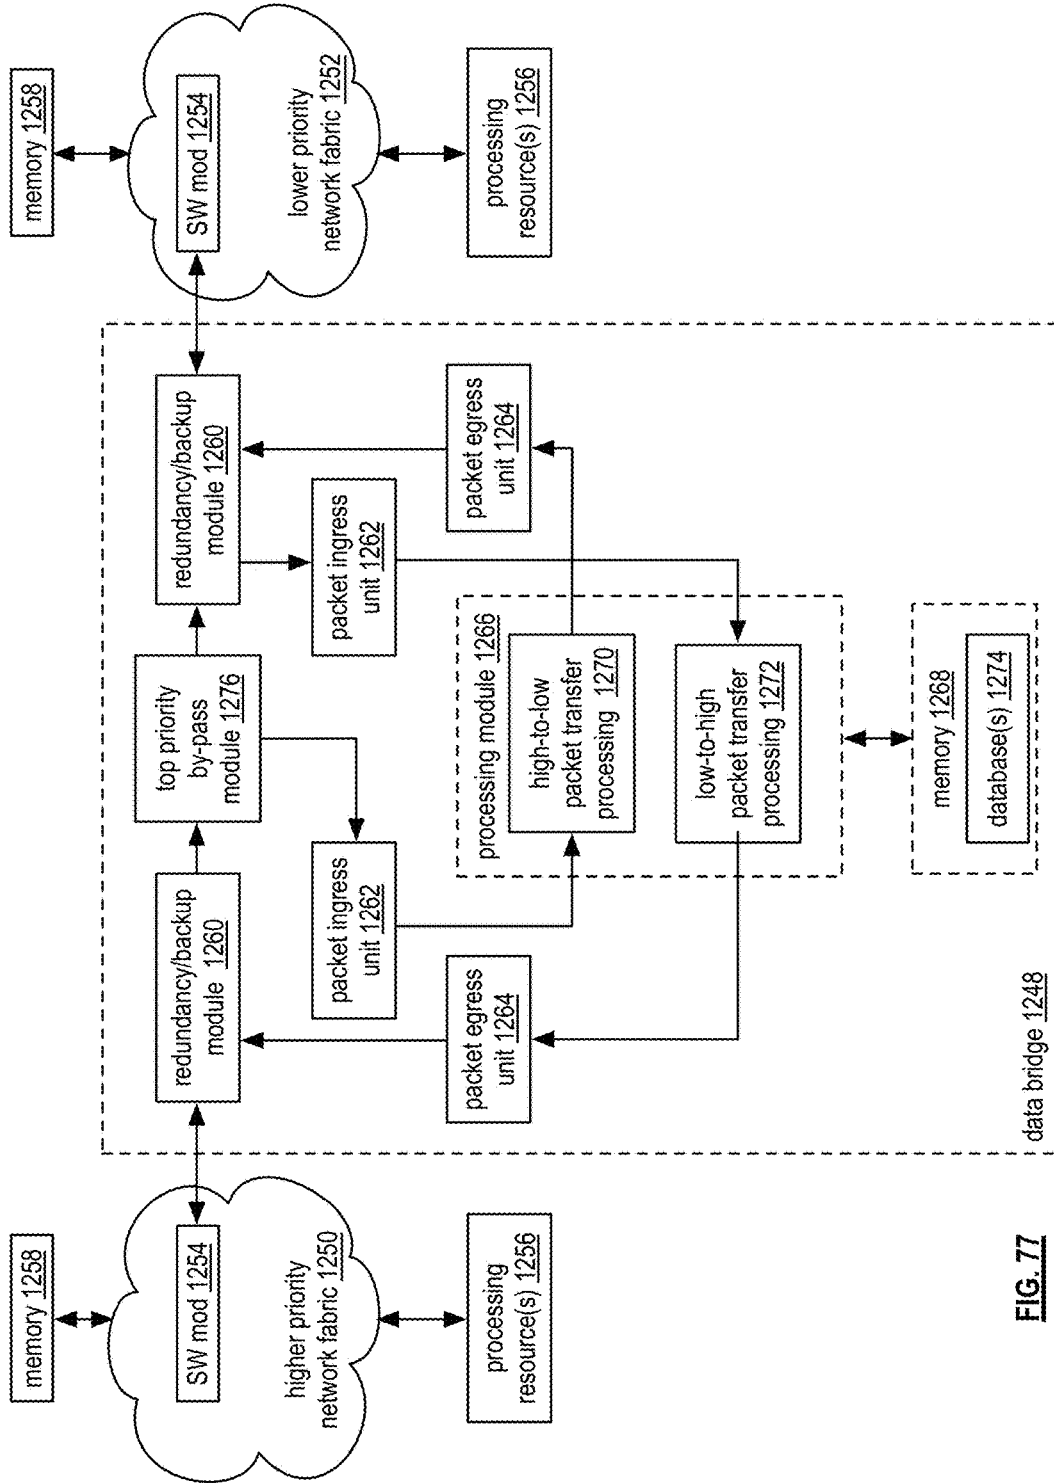 memory 1258
SW mod 1254
higher priority
network fabric 1250
processing
resource(s) 1256
redundancy/backup
module 1260
top priority
by-pass
module 1276
redundancy/backup
module 1260
packet ingress
unit 1262
packet ingress
unit 1262
packet egress
unit 1264
packet egress
unit 1264
processing module 1266
high-to-low
packet transfer
processing 1270
low-to-high
packet transfer
processing 1272
memory 1268
database(s) 1274
data bridge 1248
memory 1258
SW mod 1254
lower priority
network fabric 1252
processing
resource(s) 1256
FIG. 77